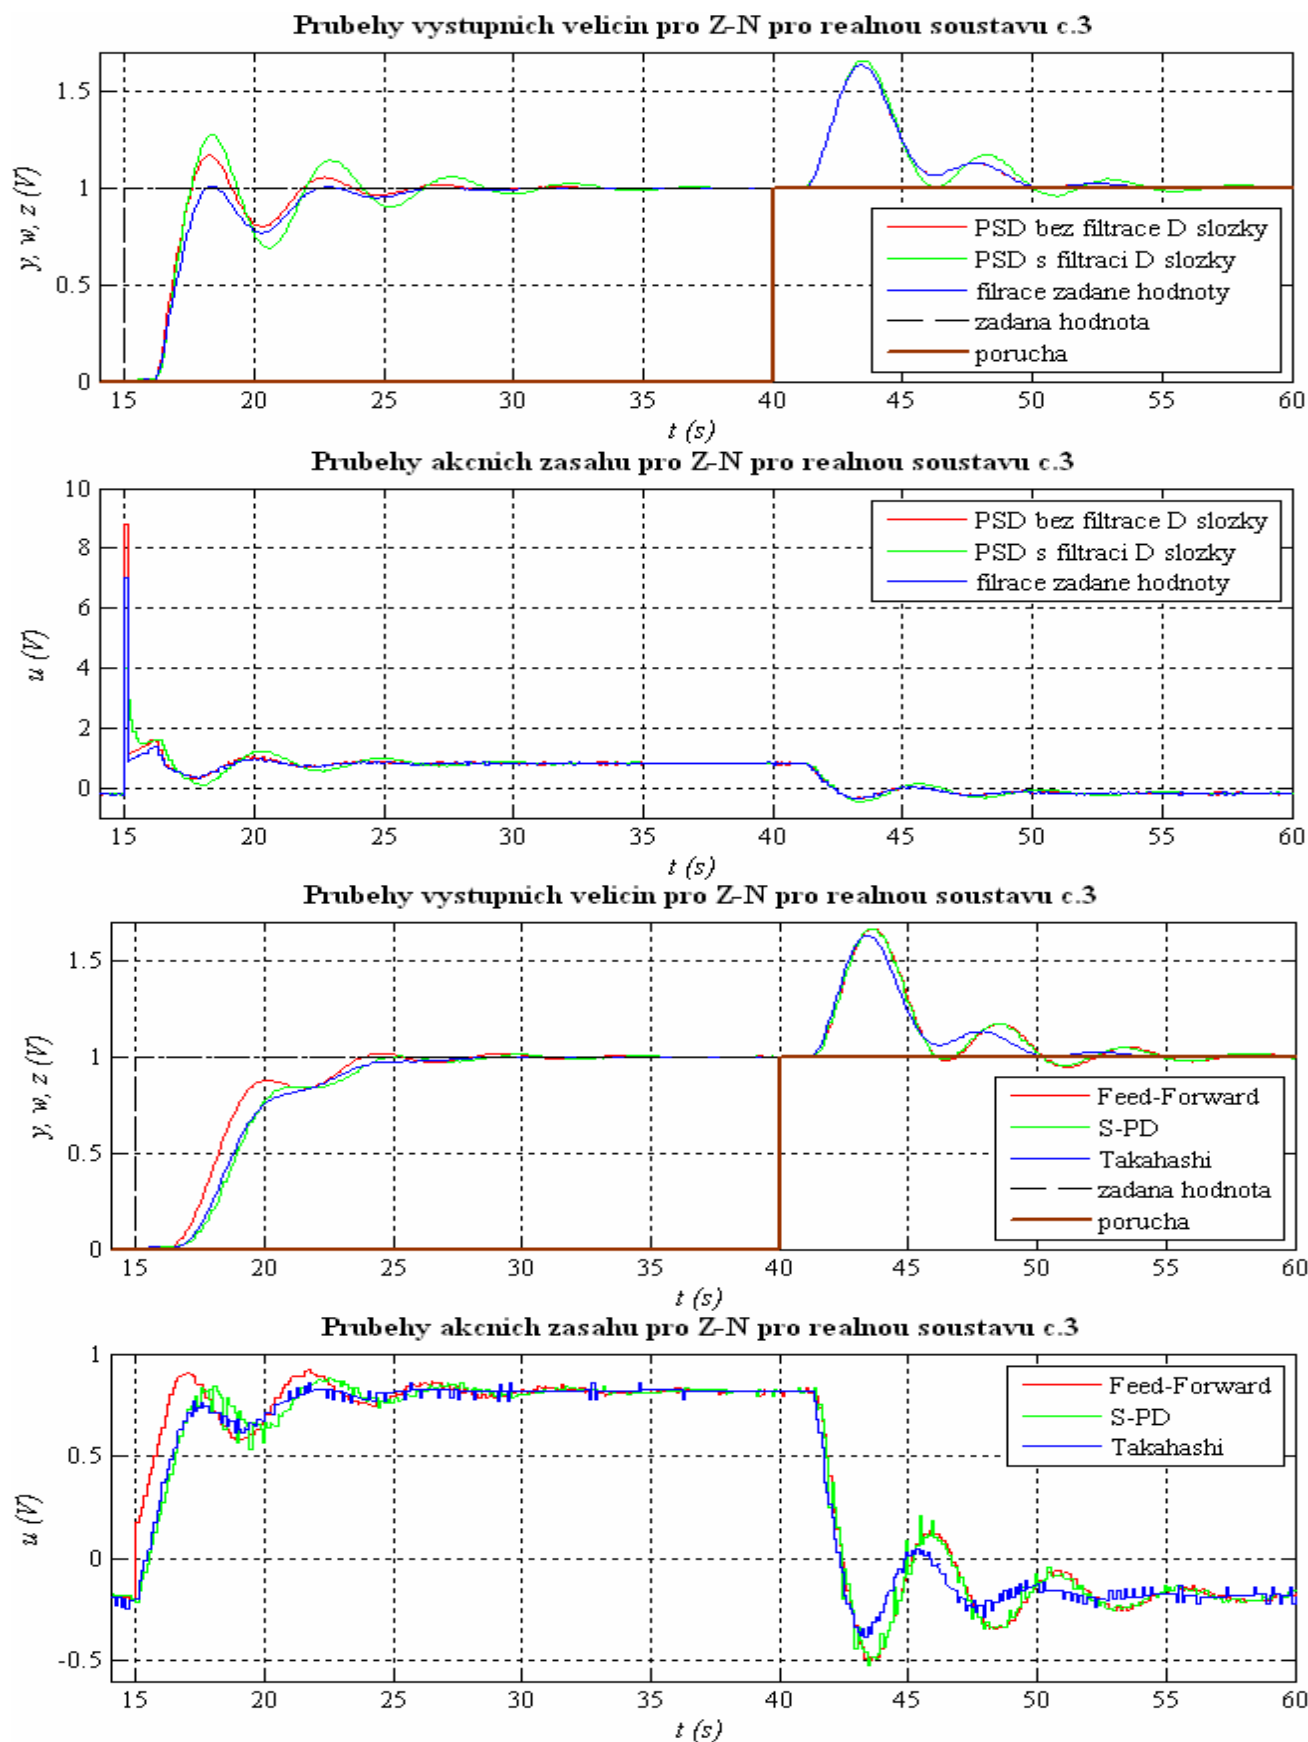 Prubehy vystupnich velicin pro Z-N pro realnou soustavu c.3
y, w, z (V)
1.5
1
0.5
0
15 20 25 30 35 40 45 50 55 60
t (s)
PSD bez filtrace D slozky
PSD s filtraci D slozky
filrace zadane hodnoty
zadana hodnota
porucha
Prubehy akcnich zasahu pro Z-N pro realnou soustavu c.3
u (V)
10
8
6
4
2
0
15 20 25 30 35 40 45 50 55 60
t (s)
PSD bez filtrace D slozky
PSD s filtraci D slozky
filrace zadane hodnoty
Prubehy vystupnich velicin pro Z-N pro realnou soustavu c.3
y, w, z (V)
1.5
1
0.5
0
15 20 25 30 35 40 45 50 55 60
t (s)
Feed-Forward
S-PD
Takahashi
zadana hodnota
porucha
Prubehy akcnich zasahu pro Z-N pro realnou soustavu c.3
u (V)
1
0.5
0
-0.5
15 20 25 30 35 40 45 50 55 60
t (s)
Feed-Forward
S-PD
Takahashi